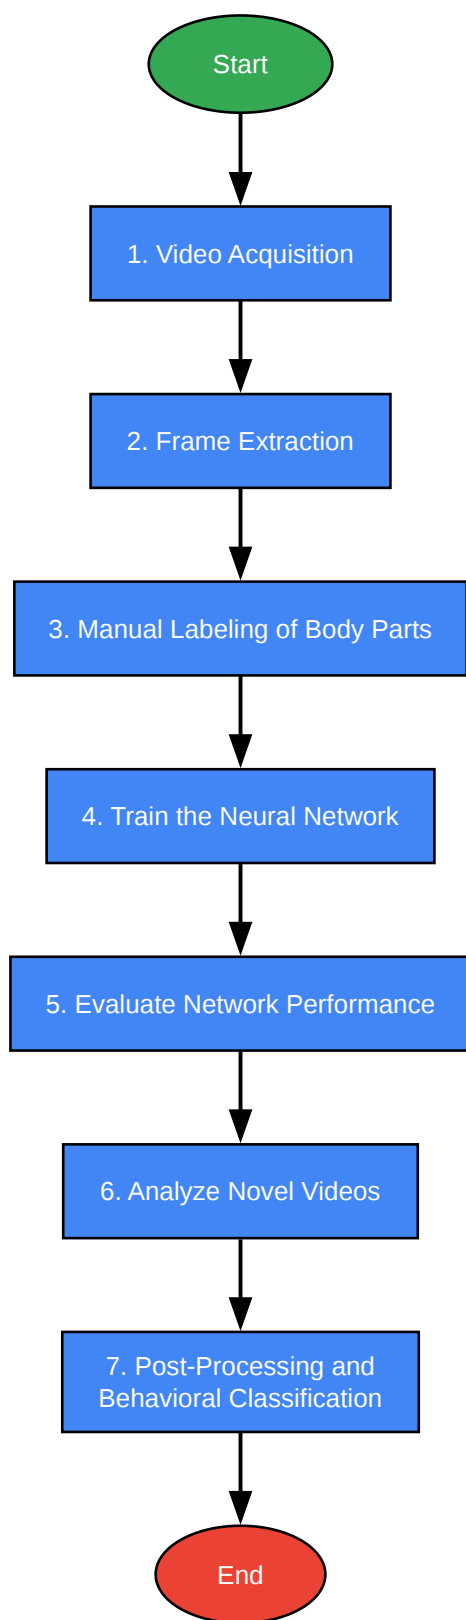 Start
1. Video Acquisition
2. Frame Extraction
3. Manual Labeling of Body Parts
4. Train the Neural Network
5. Evaluate Network Performance
6. Analyze Novel Videos
7. Post-Processing and
Behavioral Classification
End